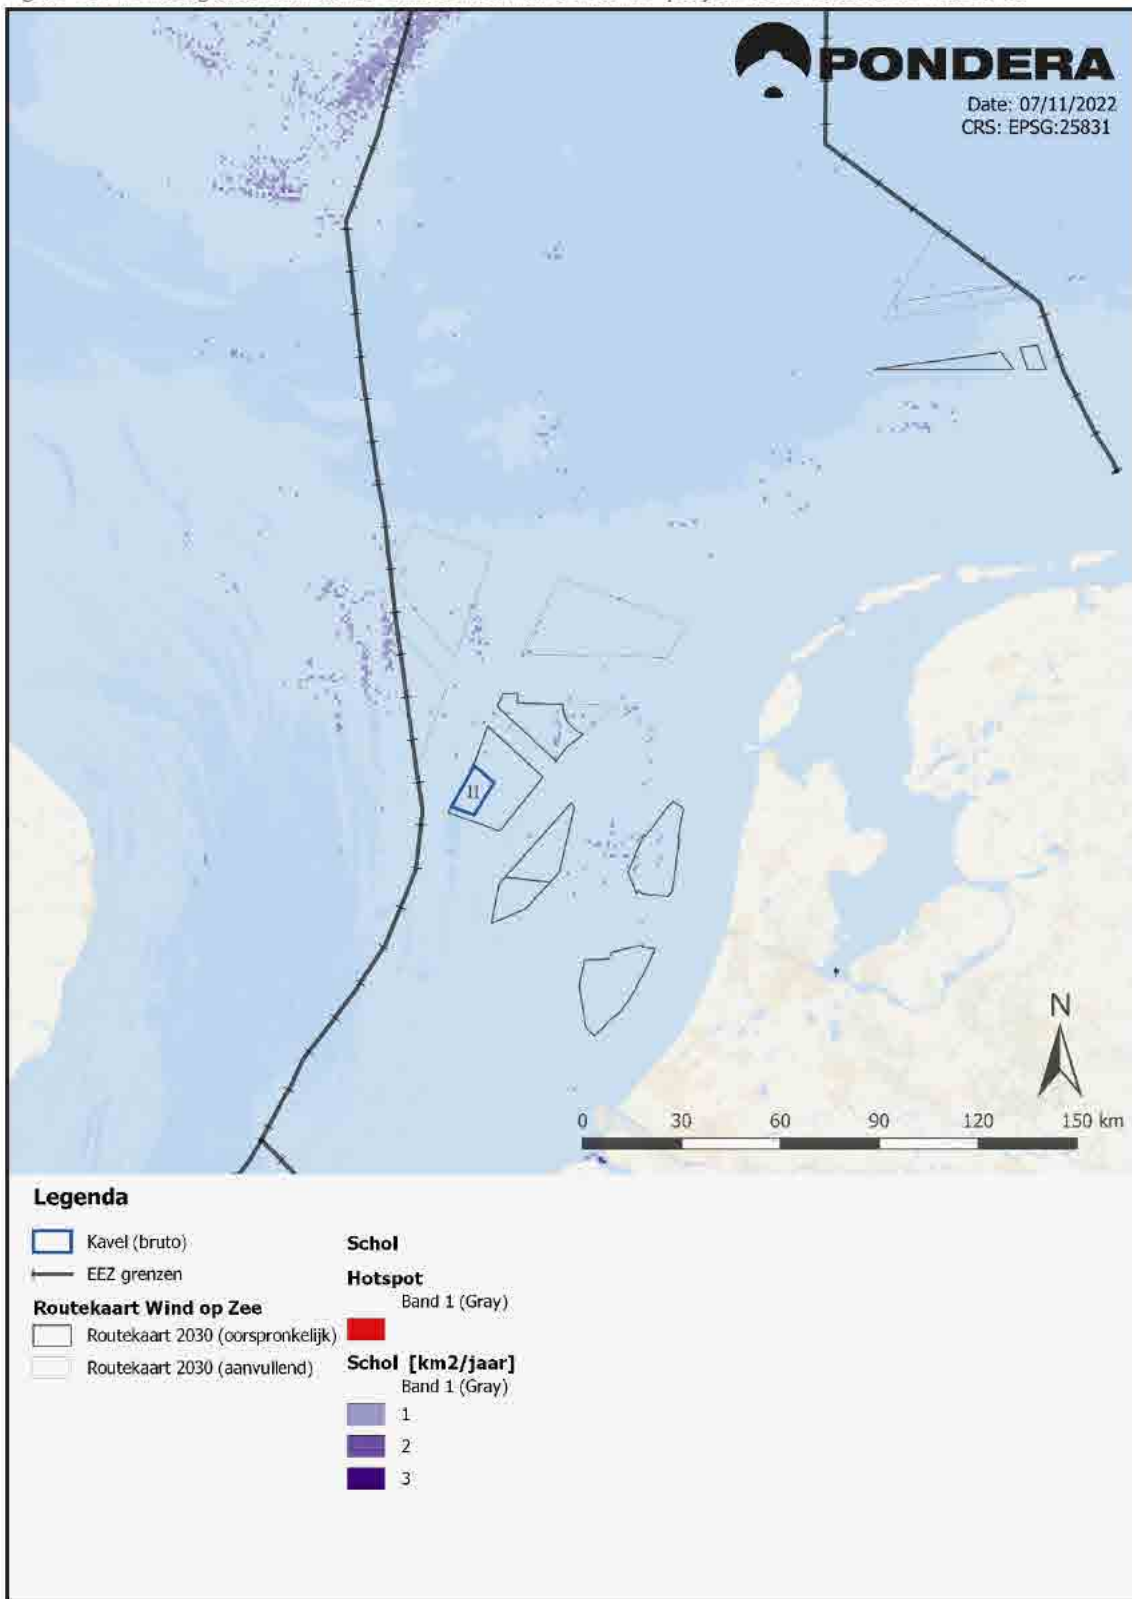 PONDERA
Date: 07/11/2022
CRS: EPSG:25831
II
N
0 30 60 90 120 150 km
Legenda
Kavel (bruto)
EEZ grenzen
Routekaart Wind op Zee
Routekaart 2030 (oorspronkelijk)
Routekaart 2030 (aanvullend)
Schol
Hotspot
Band 1 (Gray)
Schol [km2/jaar]
Band 1 (Gray)
1
2
3